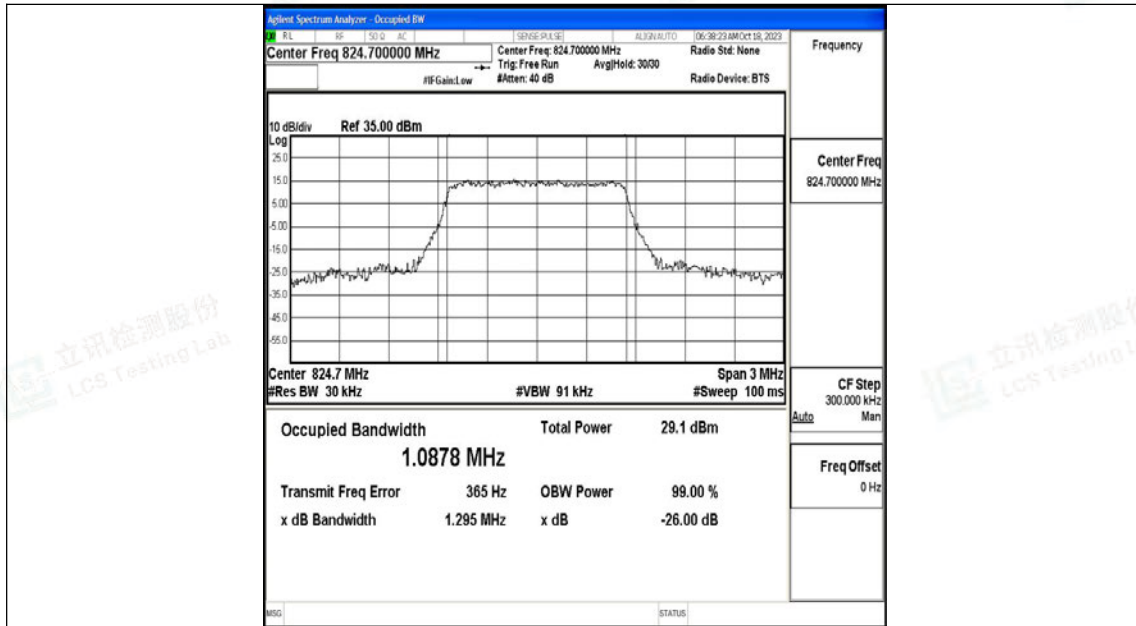 Agilent Spectrum Analyzer - Occupied BW
RL RF 50 Ω AC SENSE:PULSE ALIGN AUTO 06:38:23 AM Oct 18, 2023
Center Freq 824.700000 MHz
Center Freq: 824.700000 MHz Radio Std: None
Trig: Free Run Avg|Hold: 30/30
#IFGain:Low #Atten: 40 dB Radio Device: BTS
Frequency
10 dB/div Ref 35.00 dBm
Log
25.0
15.0
5.00
-5.00
-15.0
-25.0
-35.0
-45.0
-55.0
Center 824.7 MHz Span 3 MHz
#Res BW 30 kHz #VBW 91 kHz #Sweep 100 ms
Occupied Bandwidth Total Power 29.1 dBm
1.0878 MHz
Transmit Freq Error 365 Hz OBW Power 99.00 %
x dB Bandwidth 1.295 MHz x dB -26.00 dB
Center Freq
824.700000 MHz
CF Step
300.000 kHz
Auto Man
Freq Offset
0 Hz
MSG STATUS
立讯检测股份
LCS Testing Lab
立讯检测股份
LCS Testing